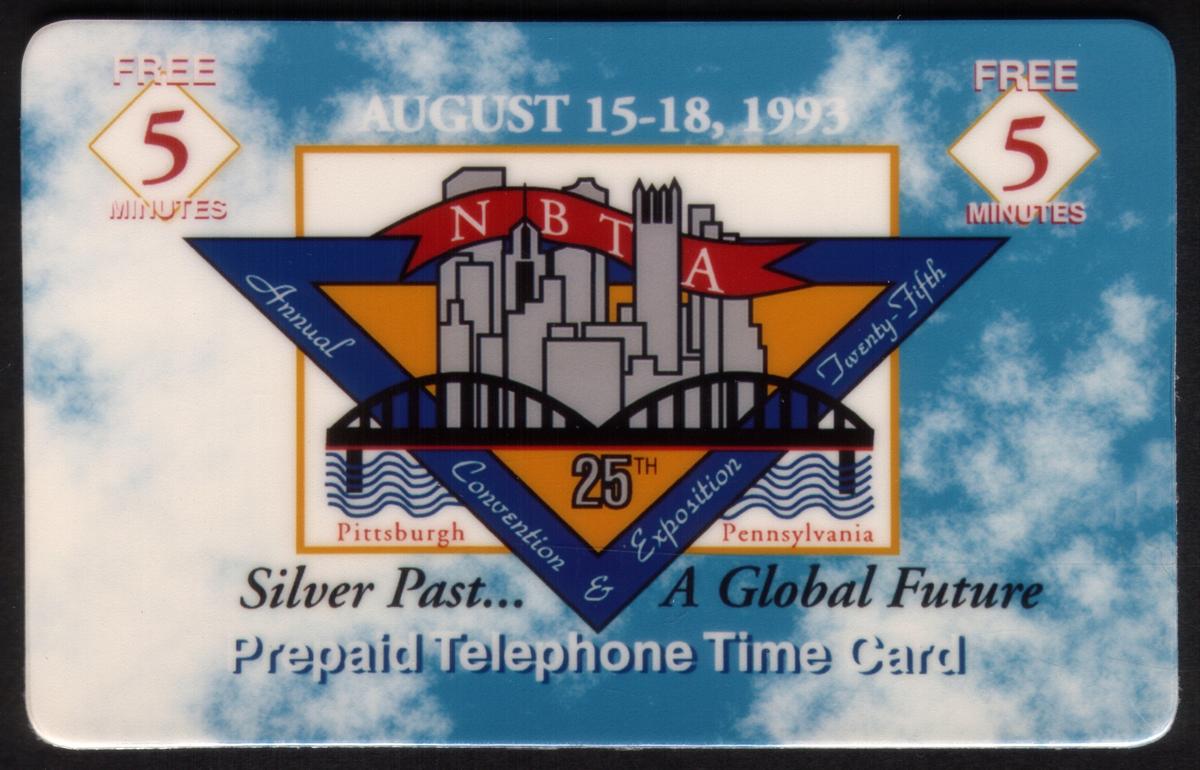 FREE
5
MINUTES
AUGUST 15-18, 1993
FREE
5
MINUTES
NBTA
Annual
Twenty-Fifth
Convention & Exposition
25TH
Pittsburgh
Pennsylvania
Silver Past... A Global Future
Prepaid Telephone Time Card